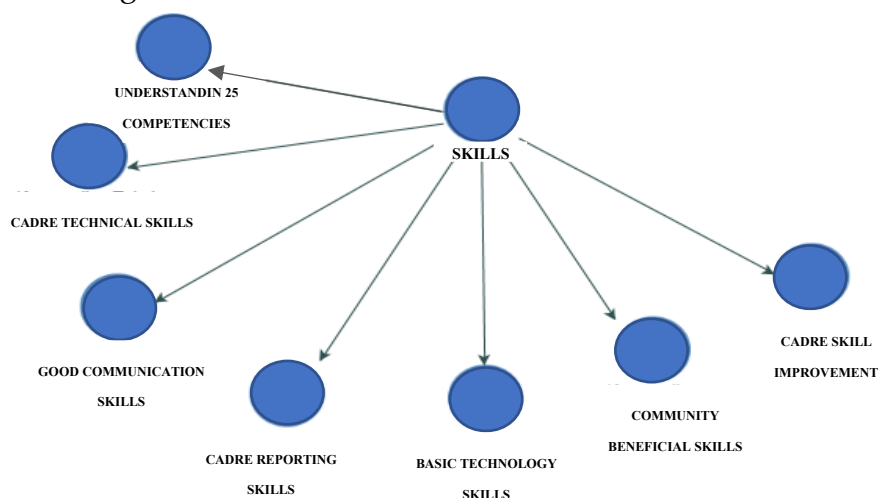 UNDERSTANDIN 25
COMPETENCIES
SKILLS
CADRE TECHNICAL SKILLS
GOOD COMMUNICATION
SKILLS
CADRE REPORTING
SKILLS
BASIC TECHNOLOGY
SKILLS
COMMUNITY
BENEFICIAL SKILLS
CADRE SKILL
IMPROVEMENT